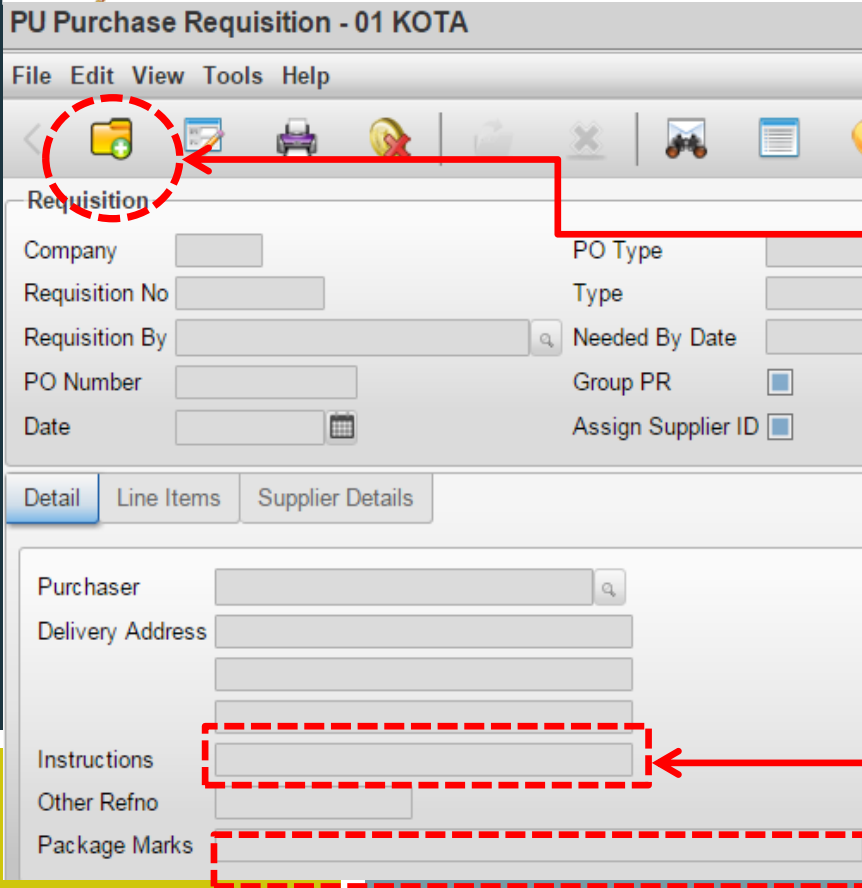 PU Purchase Requisition - 01 KOTA
File Edit View Tools Help
Requisition
Company
PO Type
Requisition No
Type
Requisition By
Needed By Date
PO Number
Group PR
Date
Assign Supplier ID
Detail Line Items Supplier Details
Purchaser
Delivery Address
Instructions
Other Refno
Package Marks